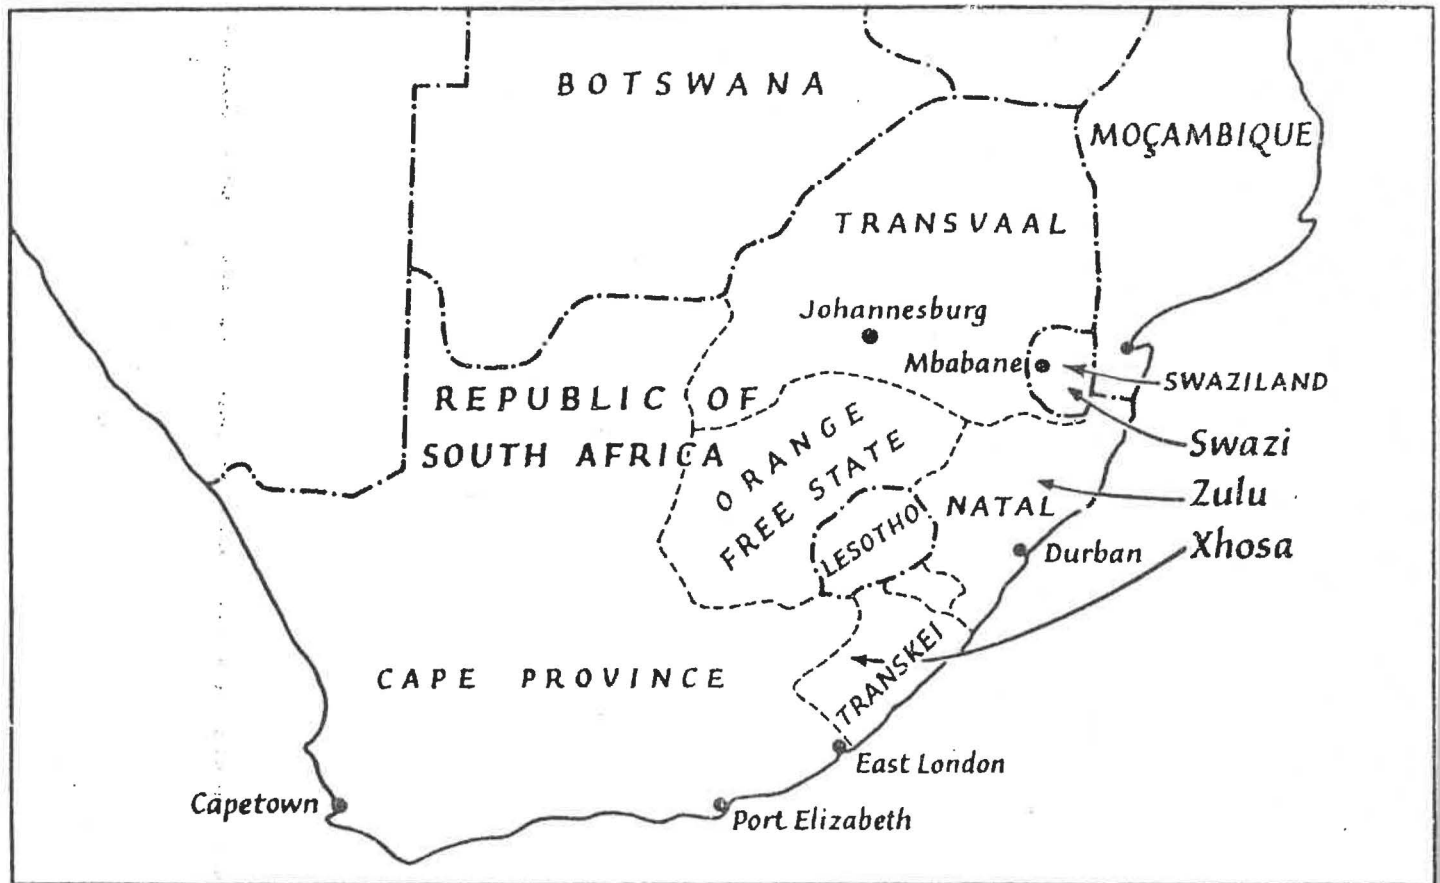 BOTSWANA
MOÇAMBIQUE
TRANSVAAL
Johannesburg
Mbabane
SWAZILAND
REPUBLIC OF
SOUTH AFRICA
Swazi
ORANGE
FREE STATE
Zulu
NATAL
LESOTHO
Xhosa
Durban
TRANSKEI
CAPE PROVINCE
East London
Capetown
Port Elizabeth